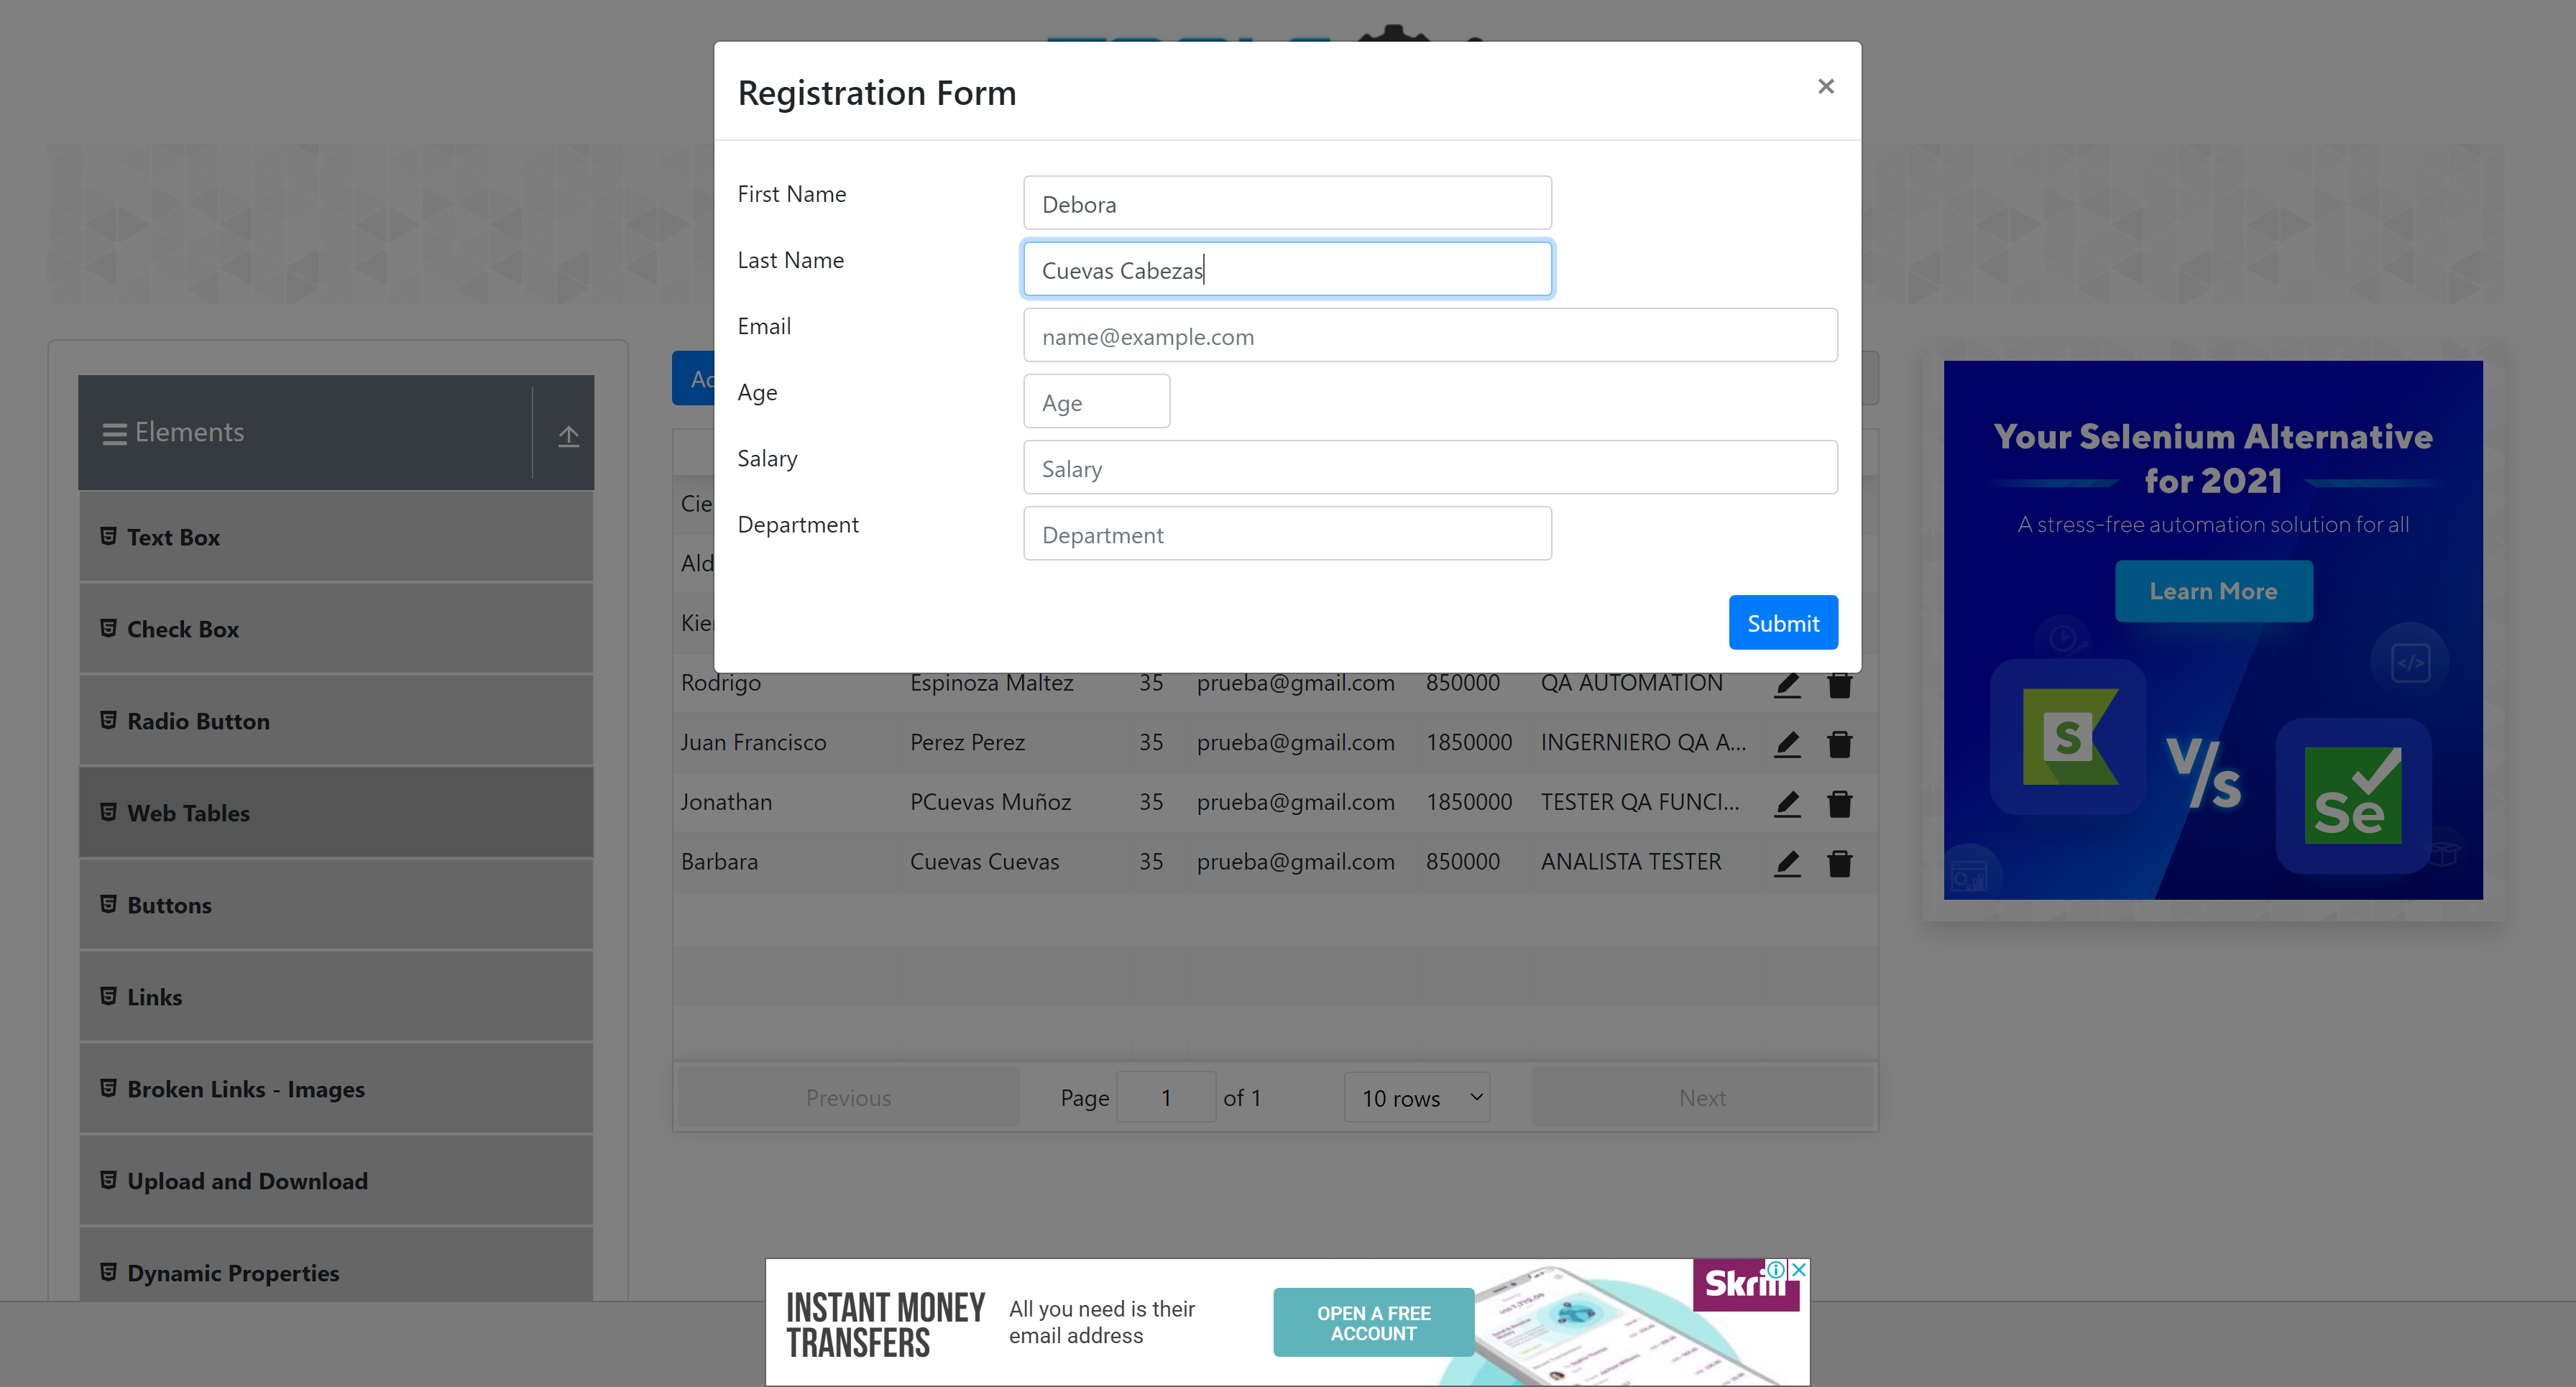 Registration Form
×
First Name
Debora
Last Name
Cuevas Cabezas
Email
name@example.com
Age
Age
Salary
Salary
Department
Department
Submit
Elements
Text Box
Check Box
Radio Button
Web Tables
Buttons
Links
Broken Links - Images
Upload and Download
Dynamic Properties
Rodrigo Espinoza Maltez 35 prueba@gmail.com 850000 QA AUTOMATION
Juan Francisco Perez Perez 35 prueba@gmail.com 1850000 INGERNIERO QA A...
Jonathan PCuevas Muñoz 35 prueba@gmail.com 1850000 TESTER QA FUNCI...
Barbara Cuevas Cuevas 35 prueba@gmail.com 850000 ANALISTA TESTER
Previous Page 1 of 1 10 rows Next
Your Selenium Alternative
for 2021
A stress-free automation solution for all
Learn More
S
V/s
Se
</>
INSTANT MONEY
TRANSFERS
All you need is their
email address
OPEN A FREE
ACCOUNT
Skrill